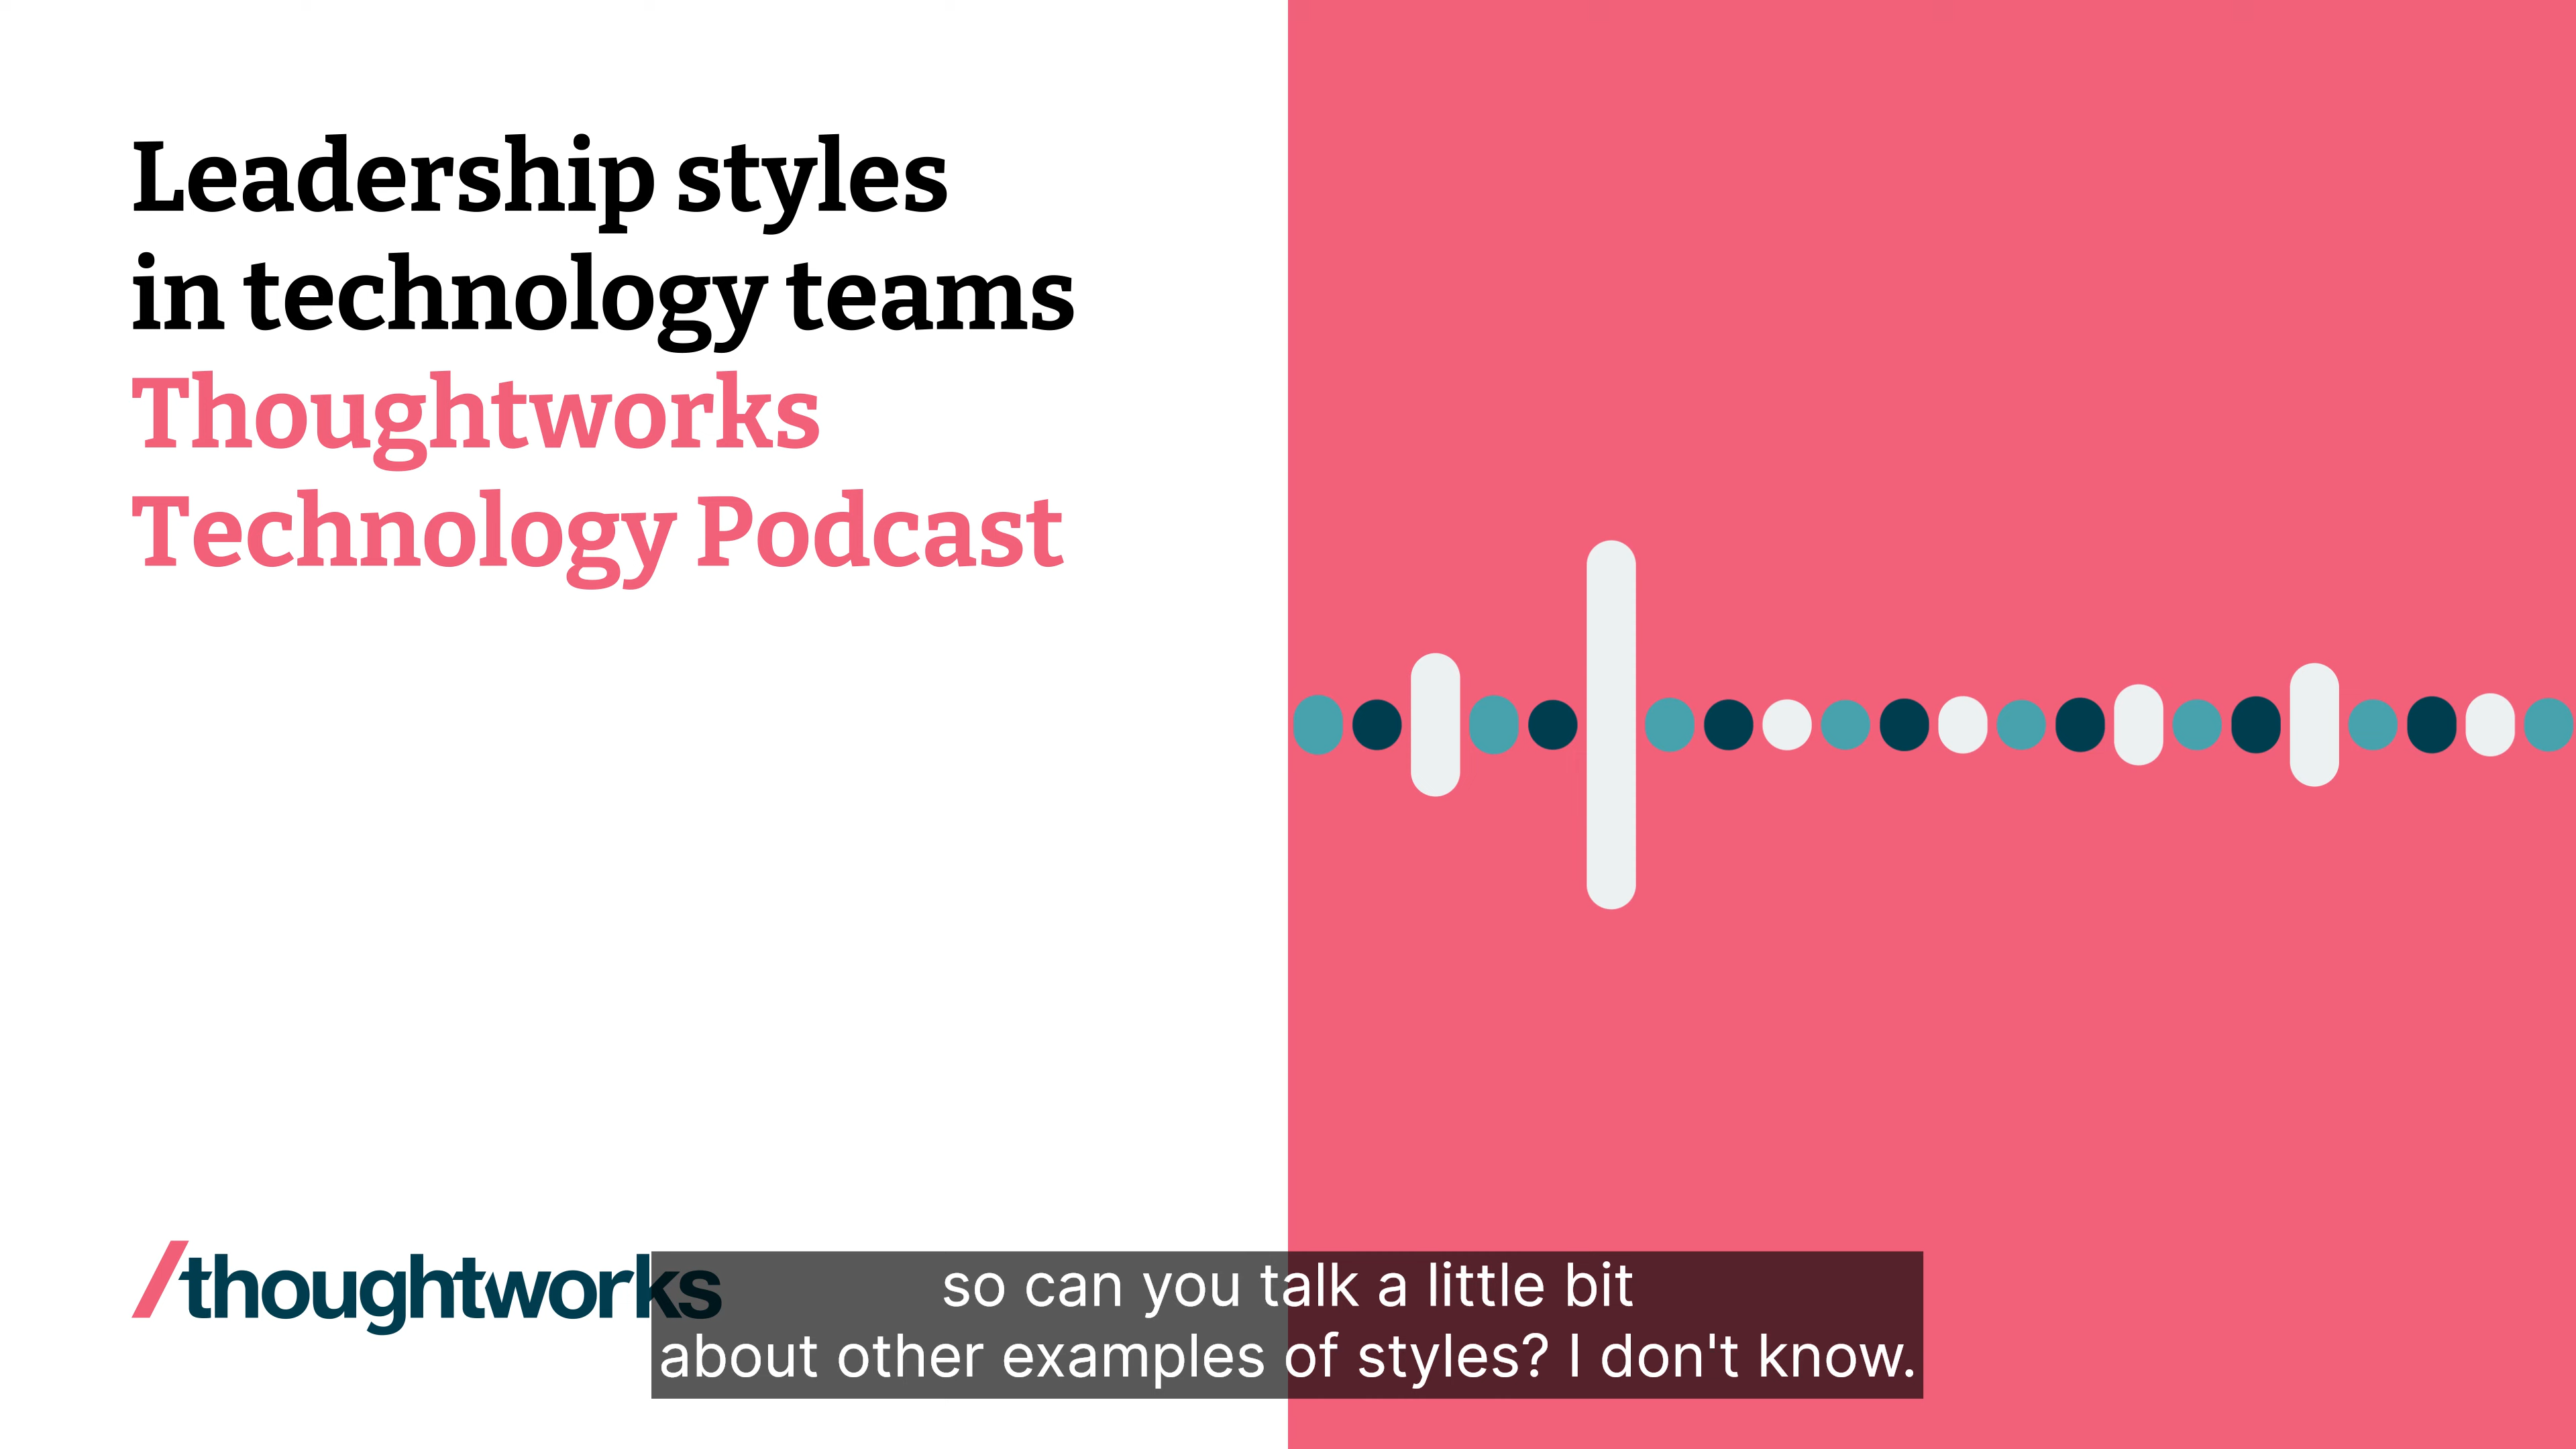 Leadership styles
in technology teams
Thoughtworks
Technology Podcast
/thoughtworks
so can you talk a little bit
about other examples of styles? I don't know.